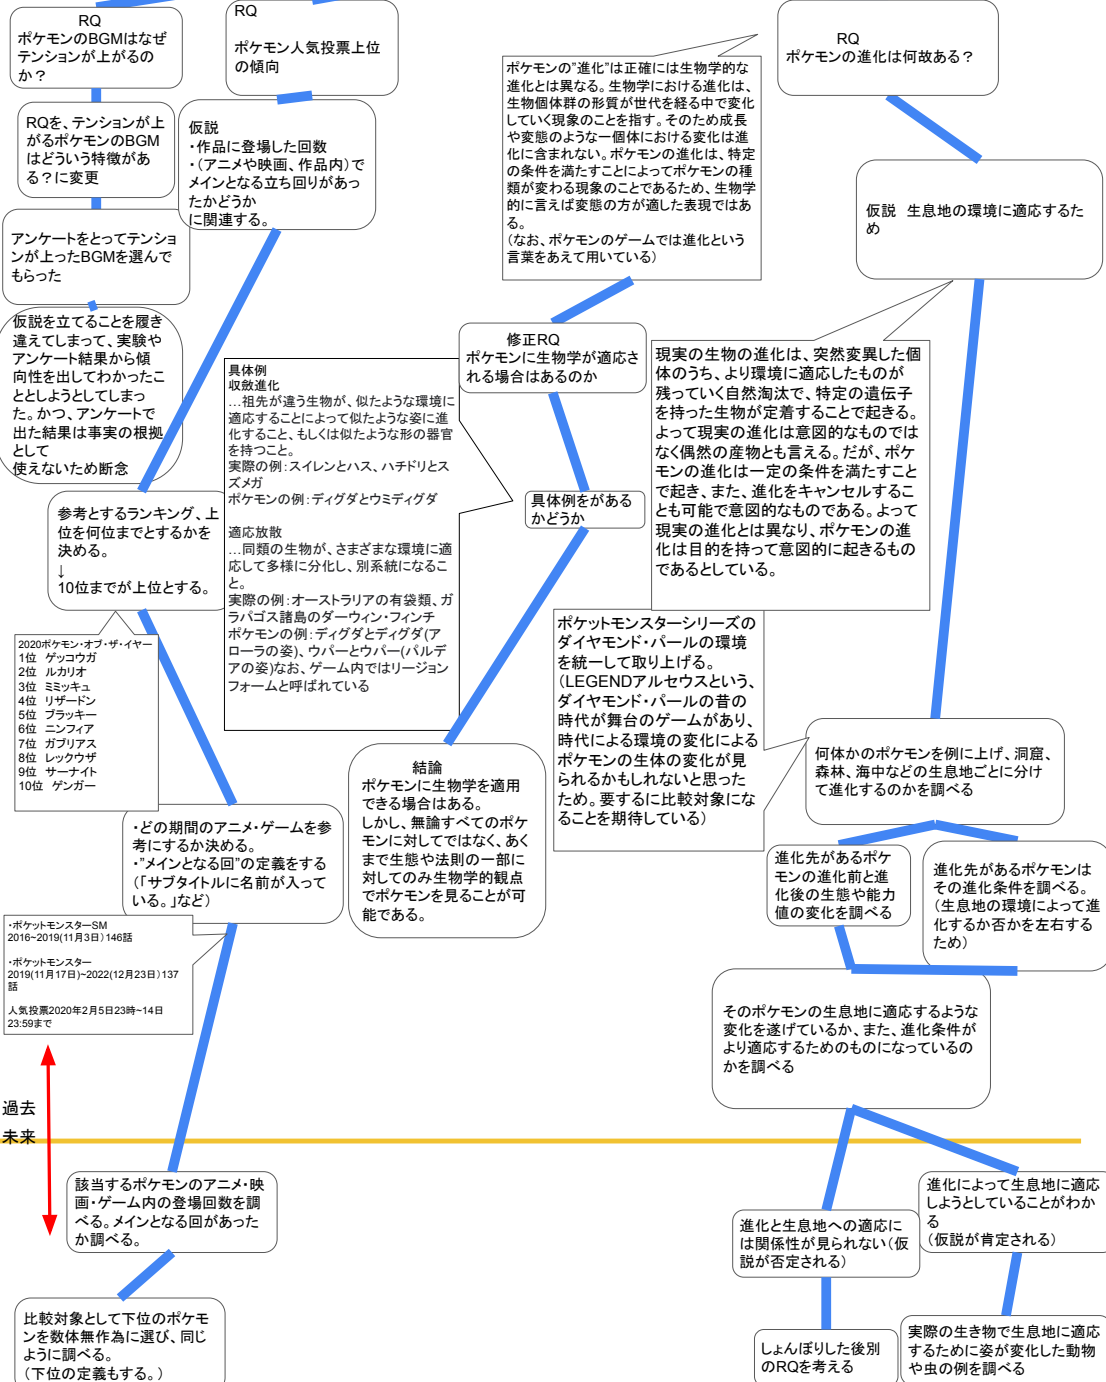 RQ
ポケモンのBGMはなぜ
テンションが上がるの
か？
RQを、テンションが上
がるポケモンのBGM
はどういう特徴があ
る？に変更
アンケートをとってテンショ
ンが上ったBGMを選んで
もらった
仮説を立てることを履き
違えてしまって、実験や
アンケート結果から傾
向性を出してわかったこ
ととしようとしてしまっ
た。かつ、アンケートで
出た結果は事実の根拠
として
使えないため断念
RQ
ポケモン人気投票上位
の傾向
仮説
・作品に登場した回数
・（アニメや映画、作品内）で
メインとなる立ち回りがあっ
たかどうか
に関連する。
参考とするランキング、上
位を何位までとするかを
決める。
↓
10位までが上位とする。
2020ポケモン・オブ・ザ・イヤー
1位　ゲッコウガ
2位　ルカリオ
3位　ミミッキュ
4位　リザードン
5位　ブラッキー
6位　ニンフィア
7位　ガブリアス
8位　レックウザ
9位　サーナイト
10位　ゲンガー
・どの期間のアニメ・ゲームを参
考にするか決める。
・”メインとなる回”の定義をする
（「サブタイトルに名前が入って
いる。」など）
・ポケットモンスターSM
2016~2019(11月3日）146話
・ポケットモンスター
2019(11月17日)~2022(12月23日）137
話
人気投票2020年2月5日23時~14日
23:59まで
過去
未来
該当するポケモンのアニメ・映
画・ゲーム内の登場回数を調
べる。メインとなる回があった
か調べる。
比較対象として下位のポケモ
ンを数体無作為に選び、同じ
ように調べる。
（下位の定義もする。）
ポケモンの”進化”は正確には生物学的な
進化とは異なる。生物学における進化は、
生物個体群の形質が世代を経る中で変化
していく現象のことを指す。そのため成長
や変態のような一個体における変化は進
化に含まれない。ポケモンの進化は、特定
の条件を満たすことによってポケモンの種
類が変わる現象のことであるため、生物学
的に言えば変態の方が適した表現ではあ
る。
（なお、ポケモンのゲームでは進化という
言葉をあえて用いている）
修正RQ
ポケモンに生物学が適応さ
れる場合はあるのか
具体例
収斂進化
…祖先が違う生物が、似たような環境に
適応することによって似たような姿に進
化すること、もしくは似たような形の器官
を持つこと。
実際の例：スイレンとハス、ハチドリとス
ズメガ
ポケモンの例：ディグダとウミディグダ
適応放散
…同類の生物が、さまざまな環境に適
応して多様に分化し、別系統になるこ
と。
実際の例：オーストラリアの有袋類、ガ
ラパゴス諸島のダーウィン・フィンチ
ポケモンの例：ディグダとディグダ(ア
ローラの姿)、ウパーとウパー(パルデ
アの姿)なお、ゲーム内ではリージョン
フォームと呼ばれている
具体例をがある
かどうか
結論
ポケモンに生物学を適用
できる場合はある。
しかし、無論すべてのポケ
モンに対してではなく、あく
まで生態や法則の一部に
対してのみ生物学的観点
でポケモンを見ることが可
能である。
RQ
ポケモンの進化は何故ある？
仮説　生息地の環境に適応するた
め
現実の生物の進化は、突然変異した個
体のうち、より環境に適応したものが
残っていく自然淘汰で、特定の遺伝子
を持った生物が定着することで起きる。
よって現実の進化は意図的なものでは
なく偶然の産物とも言える。だが、ポケ
モンの進化は一定の条件を満たすこと
で起き、また、進化をキャンセルするこ
とも可能で意図的なものである。よって
現実の進化とは異なり、ポケモンの進
化は目的を持って意図的に起きるもの
であるとしている。
ポケットモンスターシリーズの
ダイヤモンド・パールの環境
を統一して取り上げる。
（LEGENDアルセウスという、
ダイヤモンド・パールの昔の
時代が舞台のゲームがあり、
時代による環境の変化による
ポケモンの生体の変化が見
られるかもしれないと思った
ため。要するに比較対象にな
ることを期待している）
何体かのポケモンを例に上げ、洞窟、
森林、海中などの生息地ごとに分け
て進化するのかを調べる
進化先があるポケ
モンの進化前と進
化後の生態や能力
値の変化を調べる
進化先があるポケモンは
その進化条件を調べる。
（生息地の環境によって進
化するか否かを左右する
ため）
そのポケモンの生息地に適応するような
変化を遂げているか、また、進化条件が
より適応するためのものになっているの
かを調べる
進化と生息地への適応に
は関係性が見られない（仮
説が否定される）
進化によって生息地に適応
しようとしていることがわか
る
（仮説が肯定される）
しょんぼりした後別
のRQを考える
実際の生き物で生息地に適応
するために姿が変化した動物
や虫の例を調べる